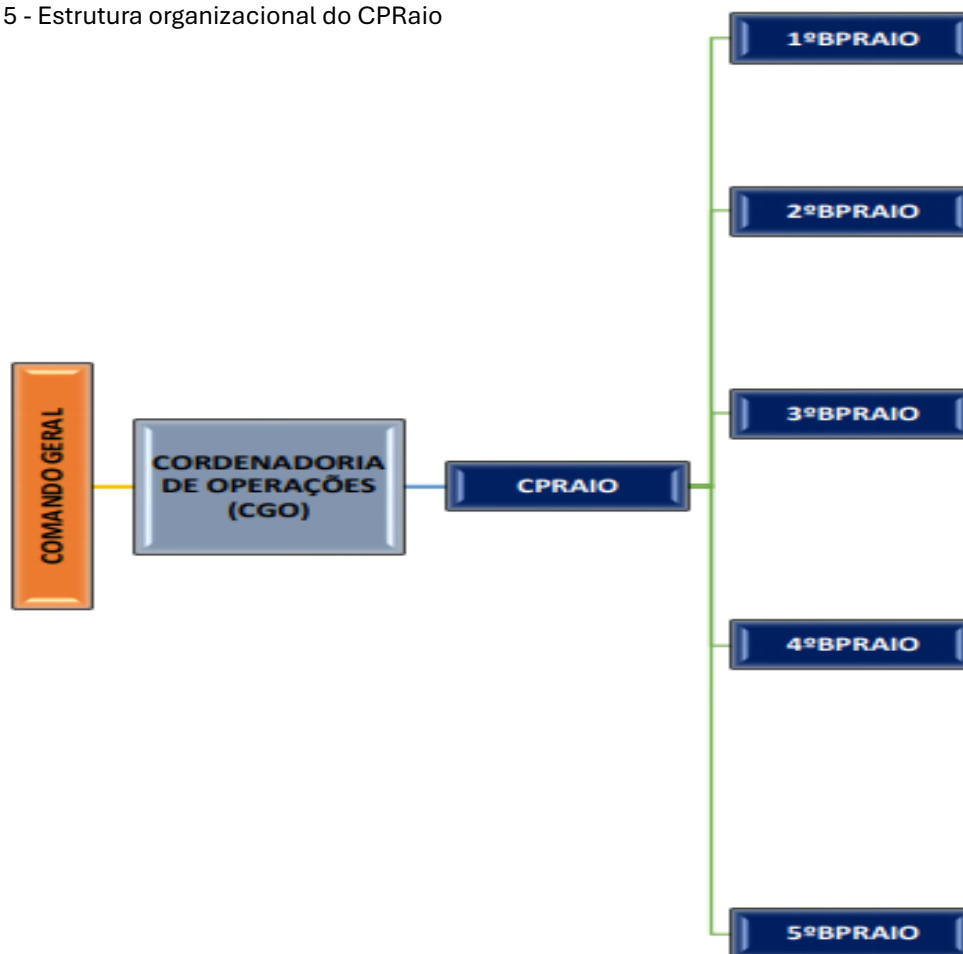 5 - Estrutura organizacional do CPRaio
1ºBPRAIO
2ºBPRAIO
3ºBPRAIO
COMANDO GERAL
CORDENADORIA
DE OPERAÇÕES
(CGO)
CPRAIO
4ºBPRAIO
5ºBPRAIO